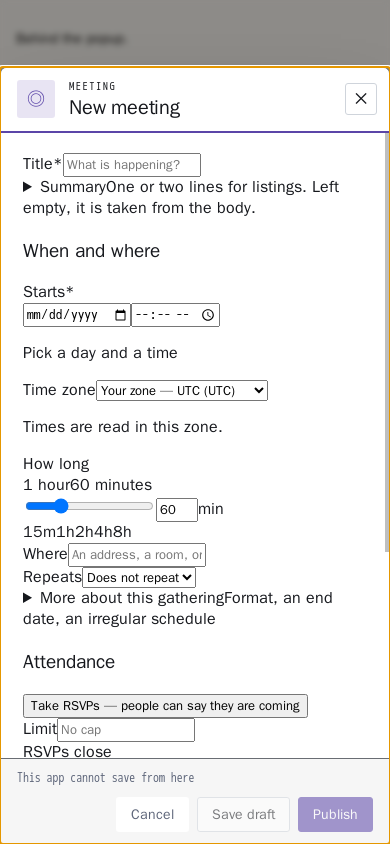 Behind the popup.
MEETING
New meeting
Title* What is happening?
SummaryOne or two lines for listings. Left
empty, it is taken from the body.
When and where
Starts*
mm/dd/yyyy --:-- --
Pick a day and a time
Time zone Your zone — UTC (UTC)
Times are read in this zone.
How long
1 hour60 minutes
60 min
15m1h2h4h8h
Where An address, a room, or
Repeats Does not repeat
More about this gatheringFormat, an end
date, an irregular schedule
Attendance
Take RSVPs — people can say they are coming
Limit No cap
RSVPs close
This app cannot save from here
Cancel Save draft Publish